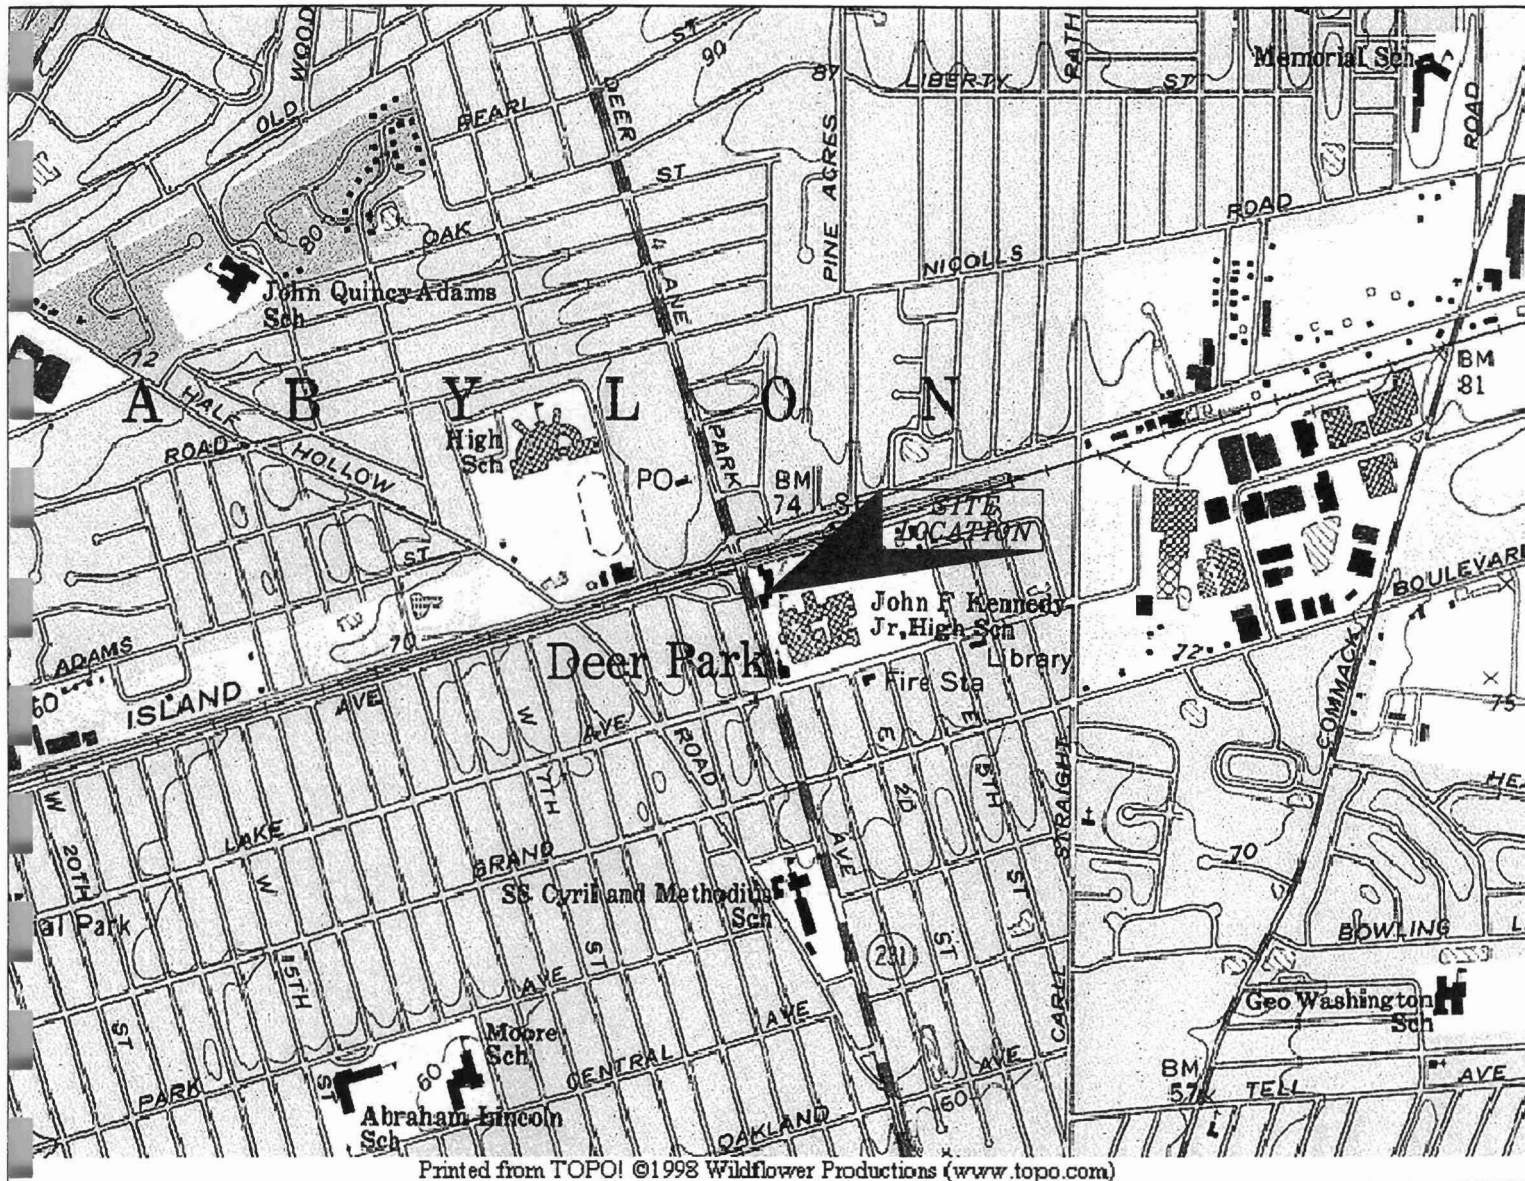 WOOD
ST
90
PATH
Memorial Sch
DEER
87
LIBERTY
ST
OLD
PEARL
ROAD
PINE ACRES
ST
ROAD
80
OAK
4
NICOLLS
John Quincy Adams
Sch
AVE
72
BM
81
A B Y L O N
HALF
HOLLOW
ROAD
High
Sch
PARK
PO
BM
74
SITE
LOCATION
ST
BOULEVARD
John F Kennedy
Jr. High Sch
ADAMS
70
Deer Park
Library
72
Fire Sta
60
ISLAND
AVE
W
AVE
ROAD
E
E
COMMACK
75
7TH
2D
5TH
STRAIGHT
W
20TH
LAKE
W
GRAND
AVE
ST
70
SS Cyril and Methodius
Sch
ial Park
BOWLING
ST
231
ST
15TH
AVE
CARLL
Geo Washington
Sch
ST
Moore
Sch
AVE
CENTRAL
AVE
BM
57
TELL
AVE
PARK
ST
60
Abraham Lincoln
Sch
OAKLAND
60
Printed from TOPO! ©1998 Wildflower Productions (www.topo.com)